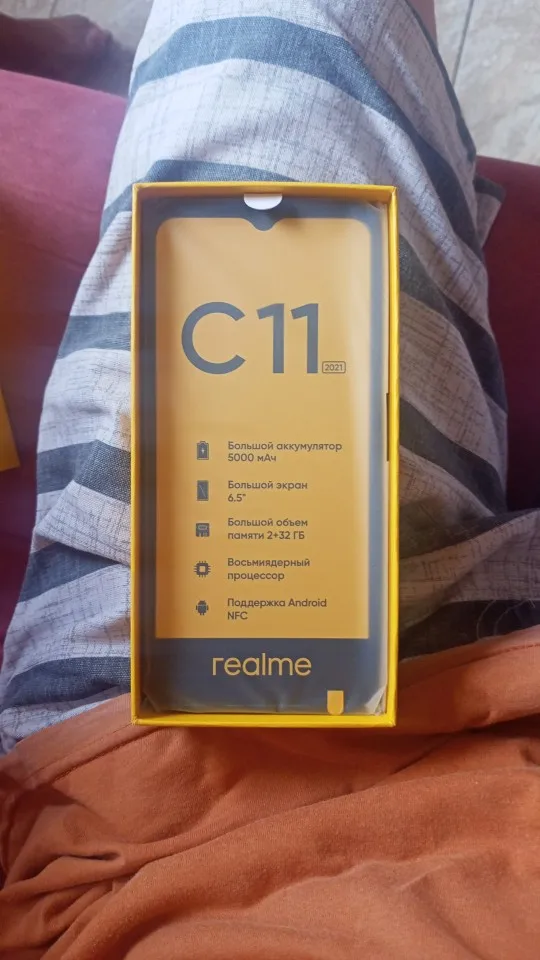 C11
2021
Большой аккумулятор
5000 мАч
Большой экран
6.5"
Большой объем
памяти 2+32 ГБ
Восьмиядерный
процессор
Поддержка Android
NFC
realme